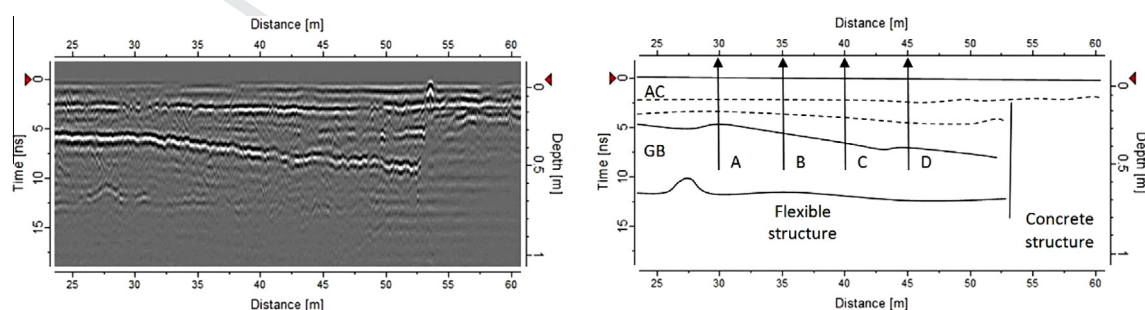 Distance [m]
25 30 35 40 45 50 55 60
Time [ns]
0
5
10
15
Depth [m]
0
0.5
1
25 30 35 40 45 50 55 60
Distance [m]
Distance [m]
25 30 35 40 45 50 55 60
Time [ns]
0
5
10
15
AC
GB
A B C D
Flexible
structure
Concrete
structure
Depth [m]
0
0.5
1
25 30 35 40 45 50 55 60
Distance [m]